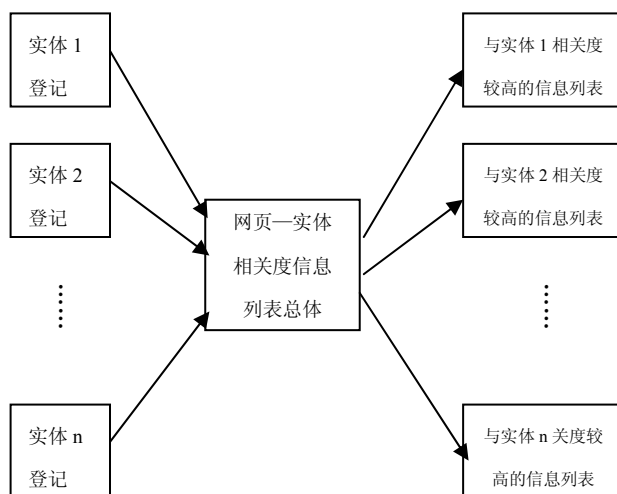 实体 1
登记
实体 2
登记
……
实体 n
登记
网页—实体
相关度信息
列表总体
与实体 1 相关度
较高的信息列表
与实体 2 相关度
较高的信息列表
……
与实体 n 关度较
高的信息列表